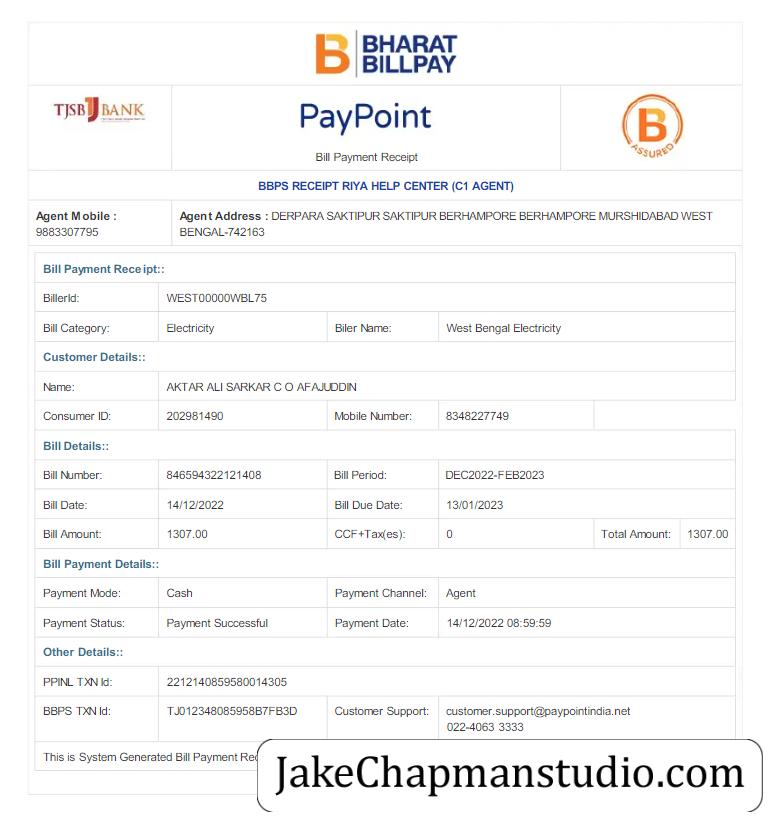 BHARAT
BILLPAY
TJSB BANK
PayPoint
Bill Payment Receipt
B
ASSURED
BBPS RECEIPT RIYA HELP CENTER (C1 AGENT)
Agent Mobile :
9883307795
Agent Address : DERPARA SAKTIPUR SAKTIPUR BERHAMPORE BERHAMPORE MURSHIDABAD WEST
BENGAL-742163
Bill Payment Receipt::
BillerId: WEST00000WBL75
Bill Category: Electricity Biler Name: West Bengal Electricity
Customer Details::
Name: AKTAR ALI SARKAR C O AFAJUDDIN
Consumer ID: 202981490 Mobile Number: 8348227749
Bill Details::
Bill Number: 846594322121408 Bill Period: DEC2022-FEB2023
Bill Date: 14/12/2022 Bill Due Date: 13/01/2023
Bill Amount: 1307.00 CCF+Tax(es): 0 Total Amount: 1307.00
Bill Payment Details::
Payment Mode: Cash Payment Channel: Agent
Payment Status: Payment Successful Payment Date: 14/12/2022 08:59:59
Other Details::
PPINL TXN Id: 2212140859580014305
BBPS TXn Id: TJ012348085958B7FB3D Customer Support: customer.support@paypointindia.net
022-4063 3333
This is System Generated Bill Payment
JakeChapmanstudio.com